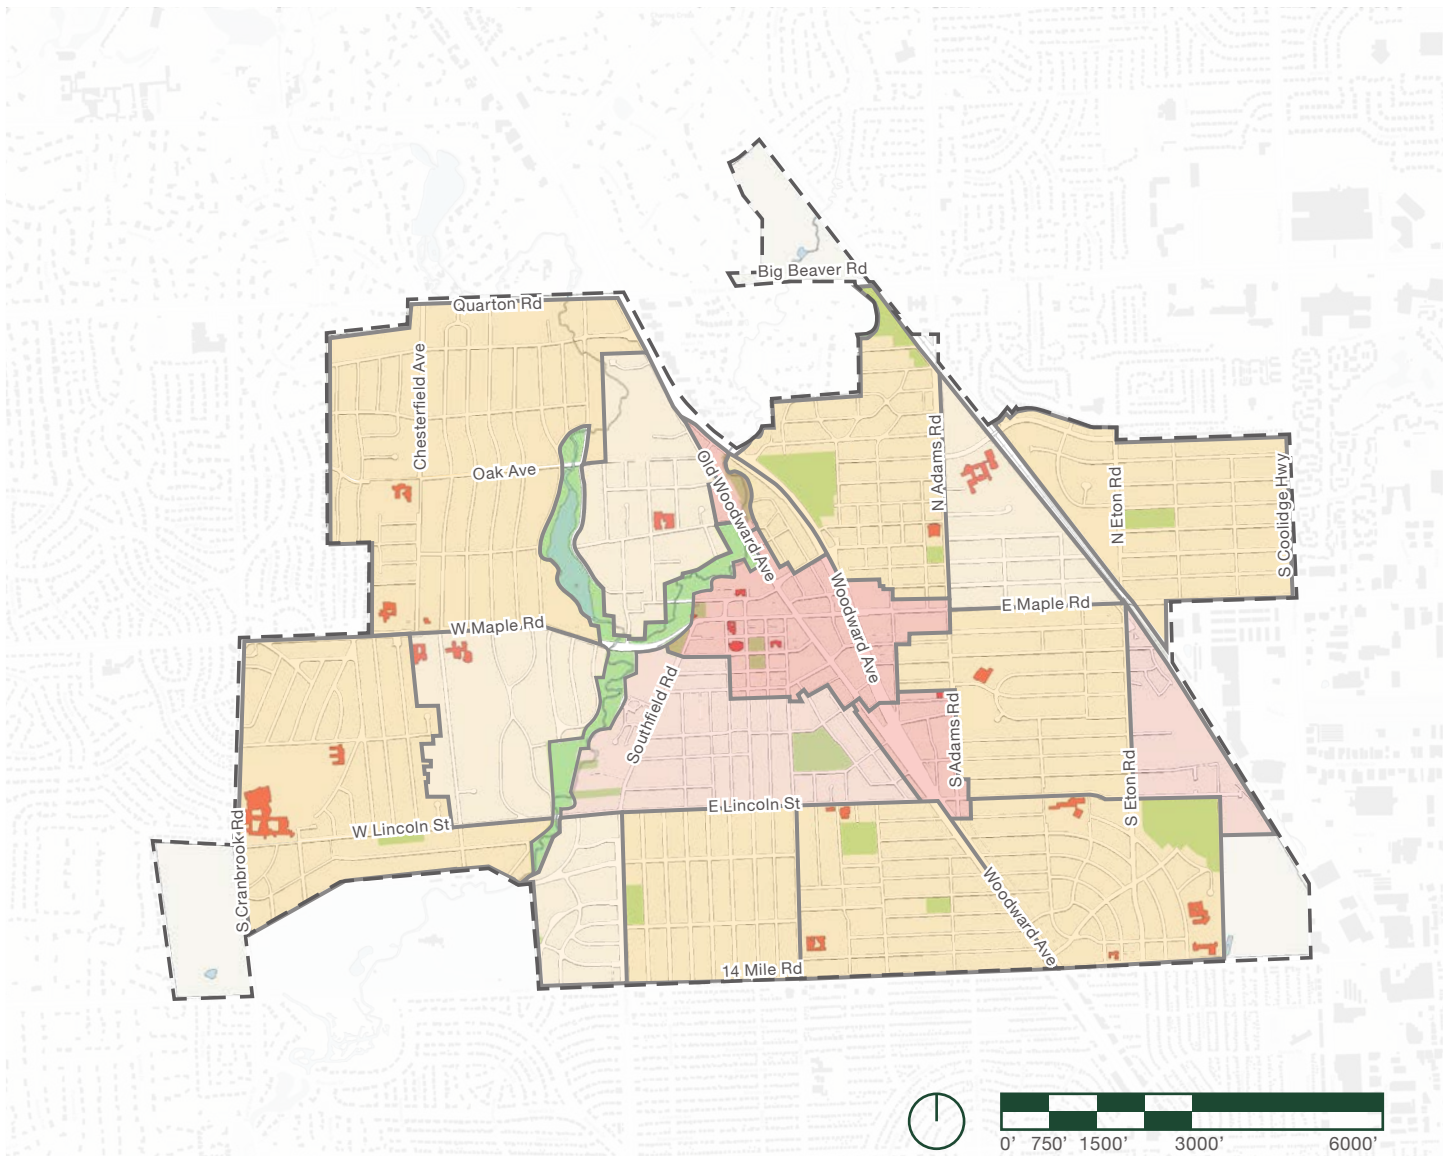 Big Beaver Rd
Quarton Rd
Chesterfield Ave
Oak Ave
Old Woodward Ave
N Adams Rd
N Eton Rd
S Coolidge Hwy
W Maple Rd
Woodward Ave
E Maple Rd
Southfield Rd
S Adams Rd
S Eton Rd
S Cranbrook Rd
W Lincoln St
E Lincoln St
Woodward Ave
14 Mile Rd
0' 750' 1500' 3000' 6000'